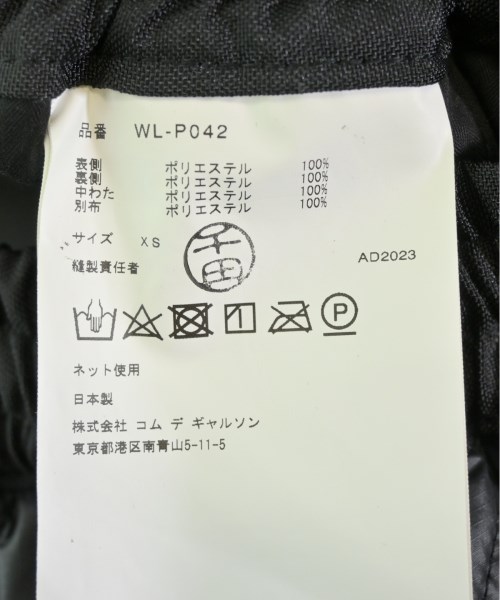 品番 WL-P042
表側 ポリエステル 100%
裏側 ポリエステル 100%
中わた ポリエステル 100%
別布 ポリエステル 100%
サイズ XS
千田
縫製責任者
AD2023
P
ネット使用
日本製
株式会社 コム デ ギャルソン
東京都港区南青山5-11-5